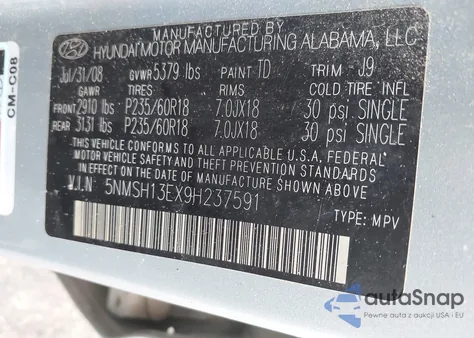 MANUFACTURED BY
HYUNDAI MOTOR MANUFACTURING ALABAMA, LLC
Jul/31/08 GVWR 5379 lbs PAINT TD TRIM J9
GAWR TIRES RIMS COLD TIRE INFL
FRONT 2910 lbs P235/60R18 7.0JX18 30 psi SINGLE
REAR 3131 lbs P235/60R18 7.0JX18 30 psi SINGLE
THIS VEHICLE CONFORMS TO ALL APPLICABLE U.S.A. FEDERAL
MOTOR VEHICLE SAFETY AND THEFT PREVENTION STANDARDS
IN EFFECT ON THE DATE OF MANUFACTURE SHOWN ABOVE.
V.I.N 5NMSH13EX9H237591
TYPE: MPV
CM-C08
autoSnap
Pewne auta z USA i EU